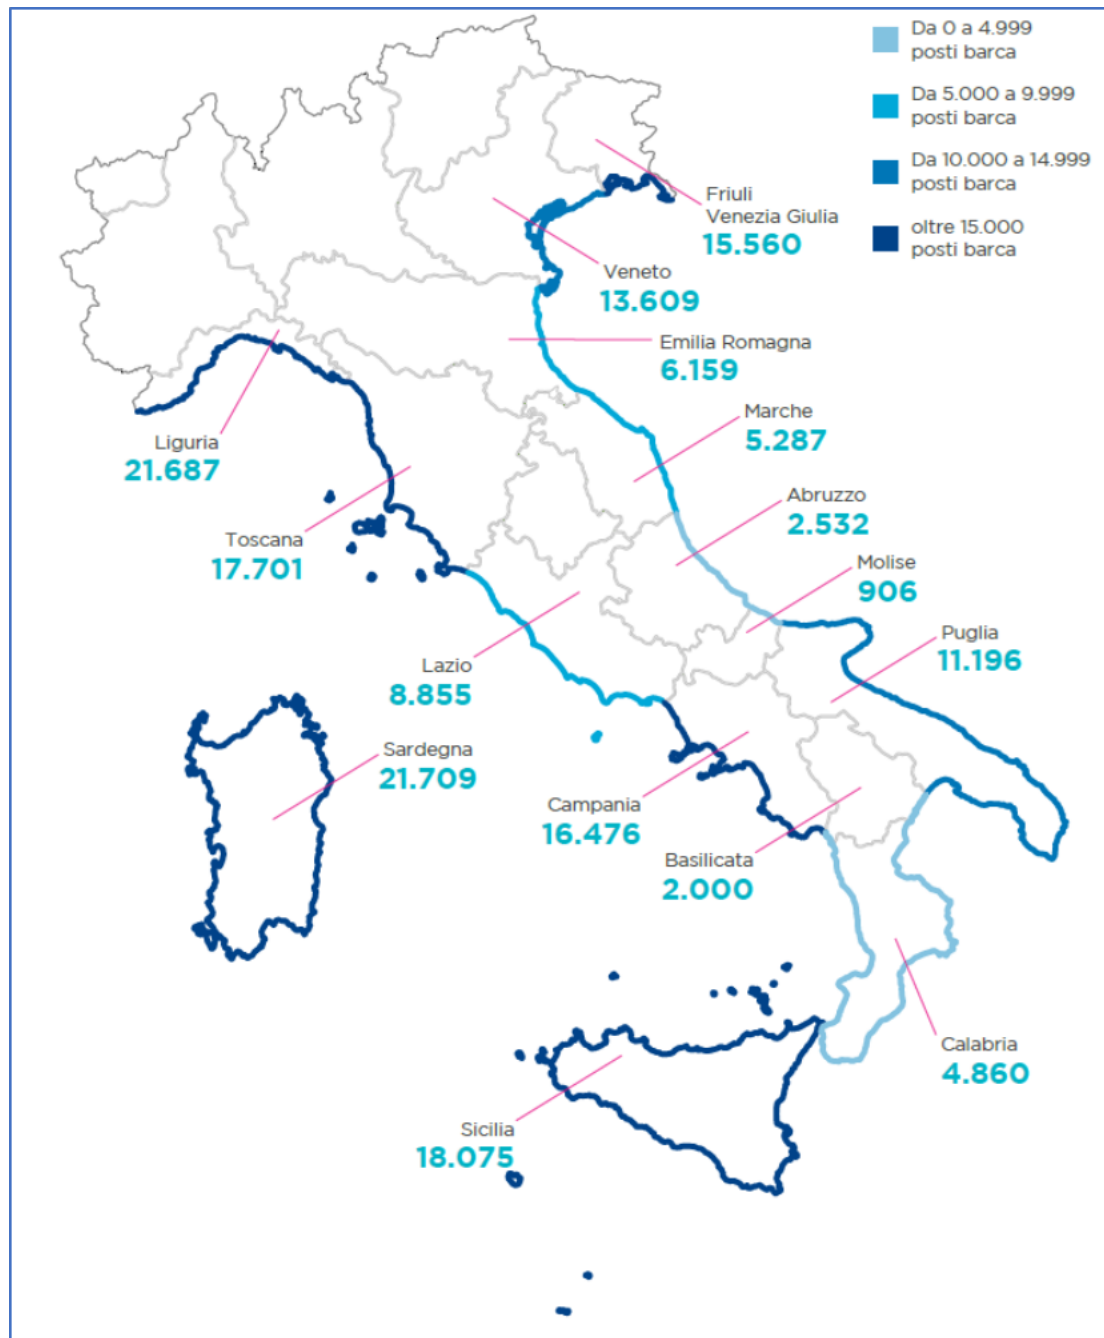 Da 0 a 4.999
posti barca
Da 5.000 a 9.999
posti barca
Da 10.000 a 14.999
posti barca
oltre 15.000
posti barca
Friuli
Venezia Giulia
15.560
Veneto
13.609
Emilia Romagna
6.159
Marche
5.287
Liguria
21.687
Abruzzo
2.532
Toscana
17.701
Molise
906
Puglia
11.196
Lazio
8.855
Sardegna
21.709
Campania
16.476
Basilicata
2.000
Calabria
4.860
Sicilia
18.075